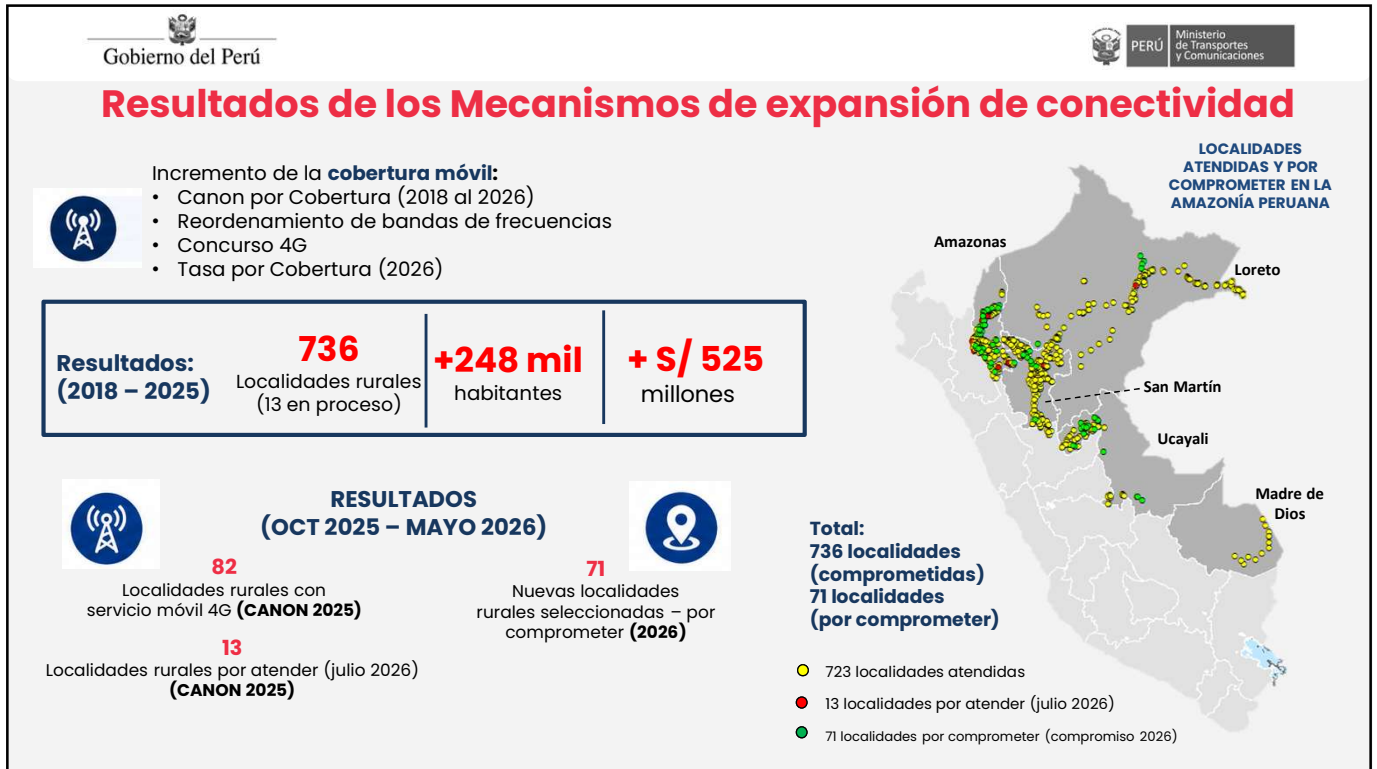 Gobierno del Perú
PERÚ
Ministerio
de Transportes
y Comunicaciones
Resultados de los Mecanismos de expansión de conectividad
Incremento de la cobertura móvil:
• Canon por Cobertura (2018 al 2026)
• Reordenamiento de bandas de frecuencias
• Concurso 4G
• Tasa por Cobertura (2026)
Resultados:
(2018 – 2025)
736
Localidades rurales
(13 en proceso)
+248 mil
habitantes
+ S/ 525
millones
RESULTADOS
(OCT 2025 – MAYO 2026)
82
Localidades rurales con
servicio móvil 4G (CANON 2025)
13
Localidades rurales por atender (julio 2026)
(CANON 2025)
71
Nuevas localidades
rurales seleccionadas – por
comprometer (2026)
LOCALIDADES
ATENDIDAS Y POR
COMPROMETER EN LA
AMAZONÍA PERUANA
Amazonas
Loreto
San Martín
Ucayali
Madre de
Dios
Total:
736 localidades
(comprometidas)
71 localidades
(por comprometer)
723 localidades atendidas
13 localidades por atender (julio 2026)
71 localidades por comprometer (compromiso 2026)